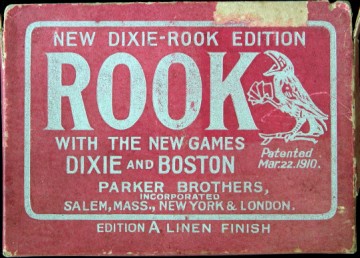 NEW DIXIE-ROOK EDITION
ROOK
WITH THE NEW GAMES
DIXIE AND BOSTON
Patented
Mar.22.1910.
PARKER BROTHERS,
INCORPORATED
SALEM, MASS., NEW YORK & LONDON.
EDITION A LINEN FINISH